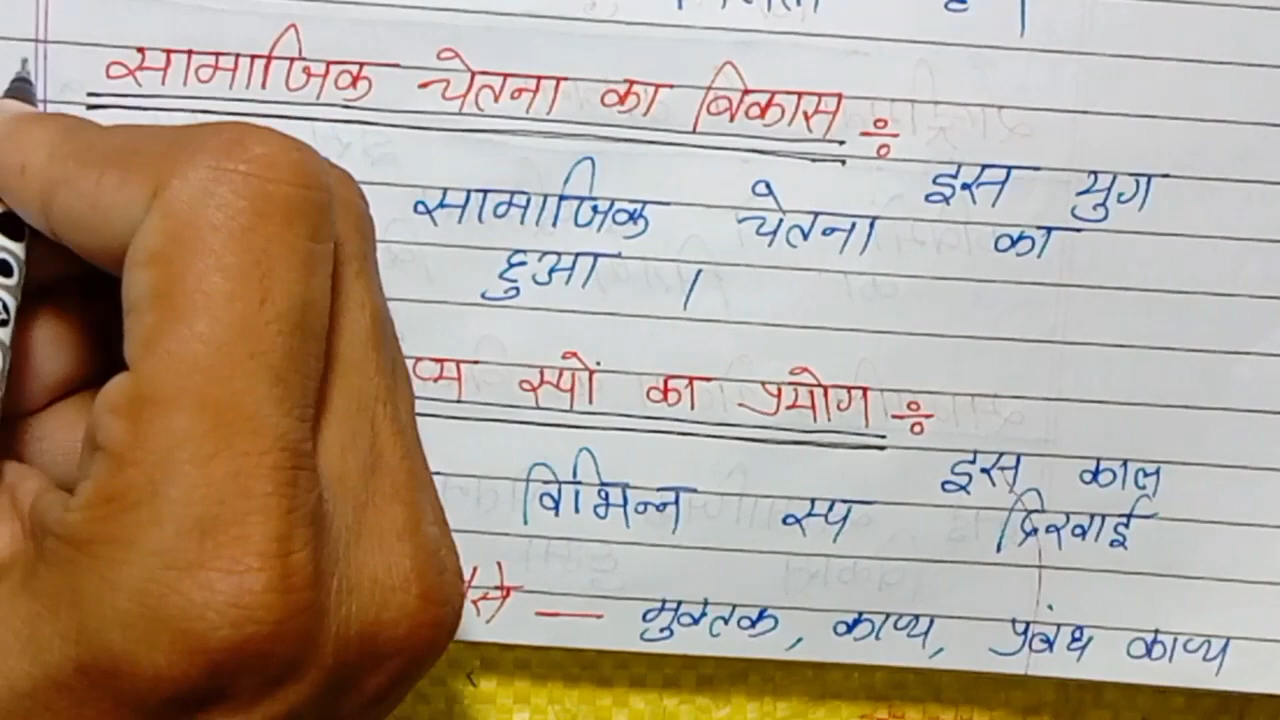 सामाजिक चेतना का विकास ÷
इस युग
सामाजिक चेतना का
हुआ ।
रूपों का प्रयोग ÷
इस काल
विभिन्न रूप दिखाई
— मुक्तक, काव्य, प्रबंध काव्य